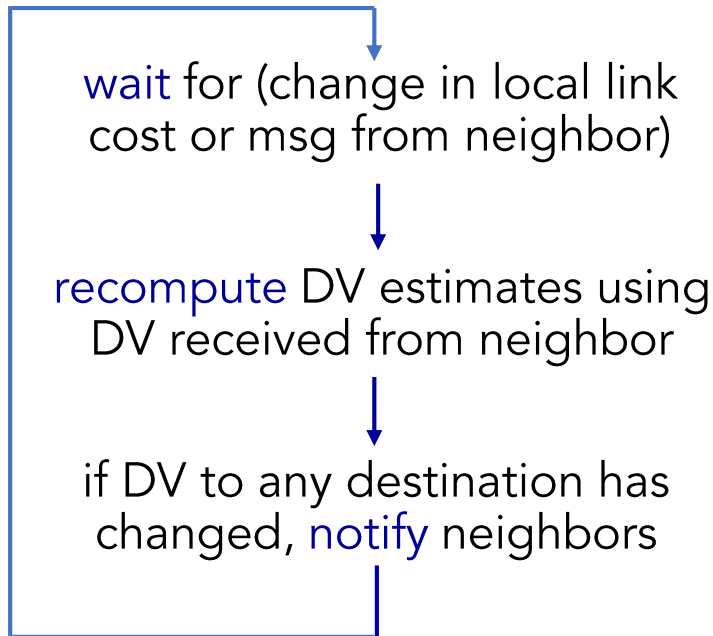 wait for (change in local link
cost or msg from neighbor)
recompute DV estimates using
DV received from neighbor
if DV to any destination has
changed, notify neighbors